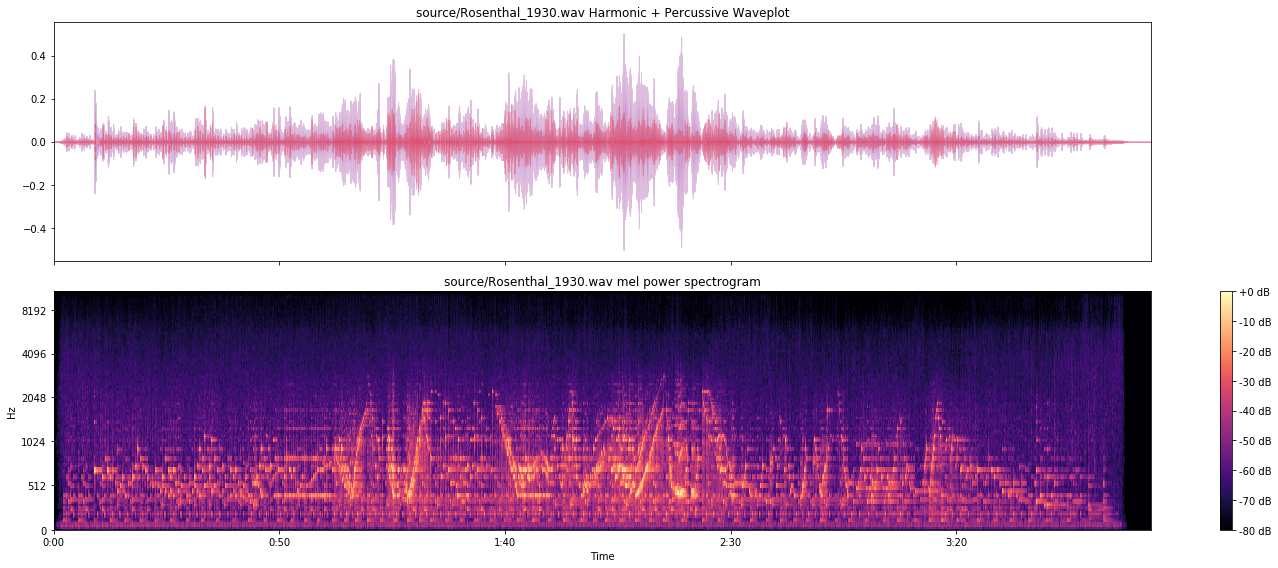 source/Rosenthal_1930.wav Harmonic + Percussive Waveplot
0.4
0.2
0.0
−0.2
−0.4
source/Rosenthal_1930.wav mel power spectrogram
8192
4096
2048
1024
512
0
Hz
0:00
0:50
1:40
2:30
3:20
Time
+0 dB
-10 dB
-20 dB
-30 dB
-40 dB
-50 dB
-60 dB
-70 dB
-80 dB